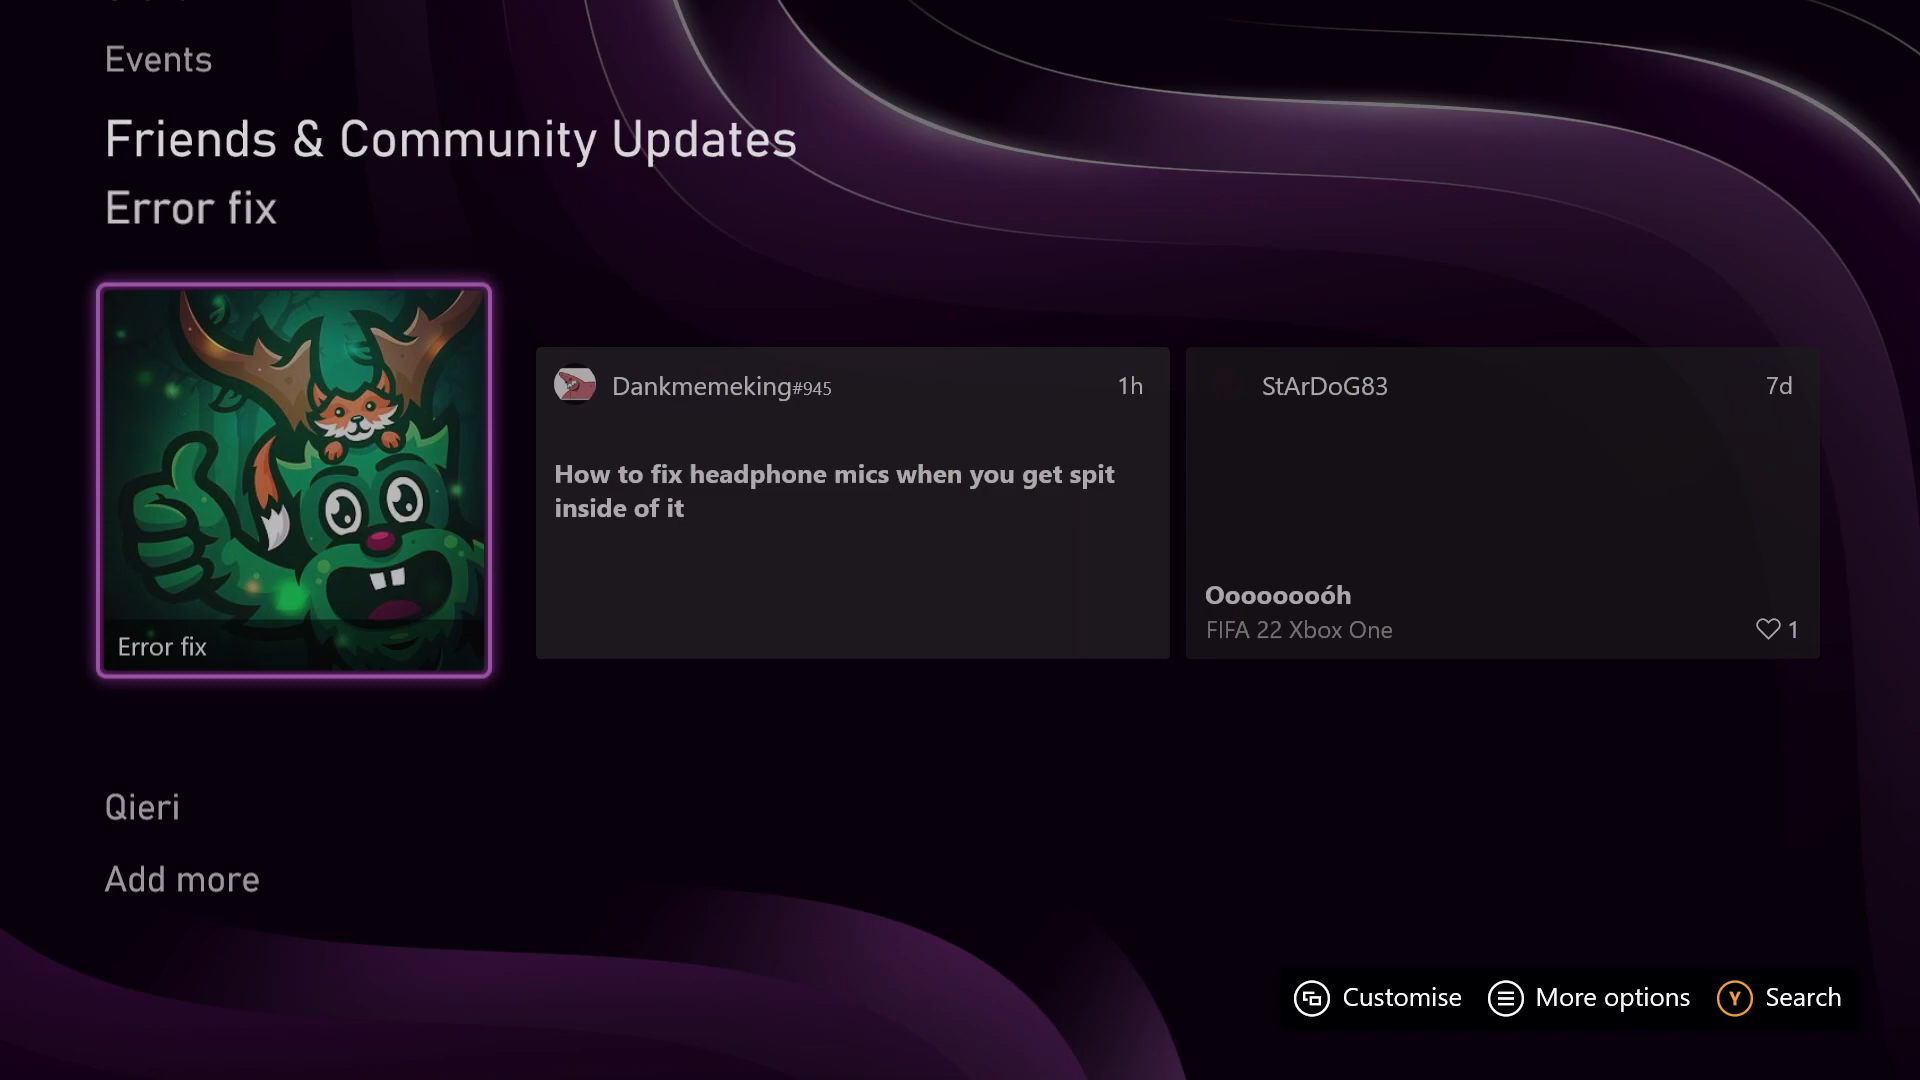 Events
Friends & Community Updates
Error fix
Error fix
Dankmemeking#945
1h
How to fix headphone mics when you get spit
inside of it
StArDoG83
7d
Oooooooóh
FIFA 22 Xbox One
1
Qieri
Add more
Customise
More options
Y
Search